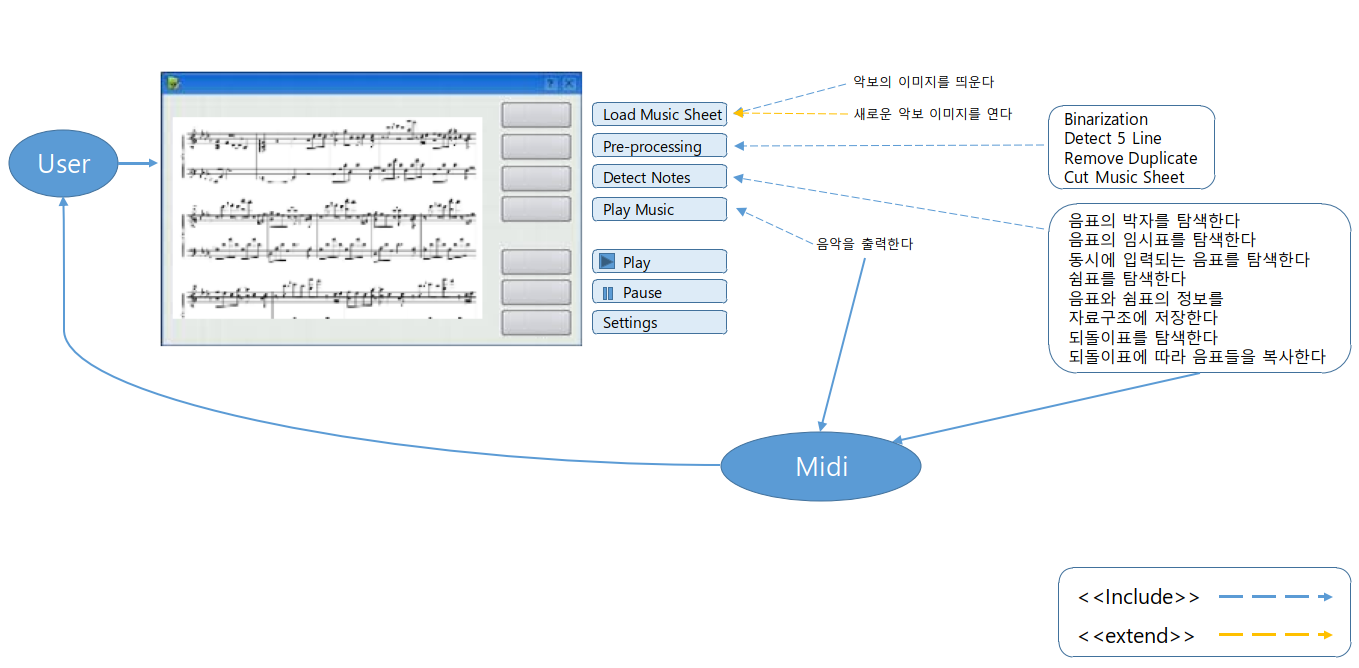 User
Load Music Sheet
Pre-processing
Detect Notes
Play Music
Play
Pause
Settings
악보의 이미지를 띄운다
새로운 악보 이미지를 연다
음악을 출력한다
Binarization
Detect 5 Line
Remove Duplicate
Cut Music Sheet
음표의 박자를 탐색한다
음표의 임시표를 탐색한다
동시에 입력되는 음표를 탐색한다
쉼표를 탐색한다
음표와 쉼표의 정보를
자료구조에 저장한다
되돌이표를 탐색한다
되돌이표에 따라 음표들을 복사한다
Midi
<<Include>>
<<extend>>